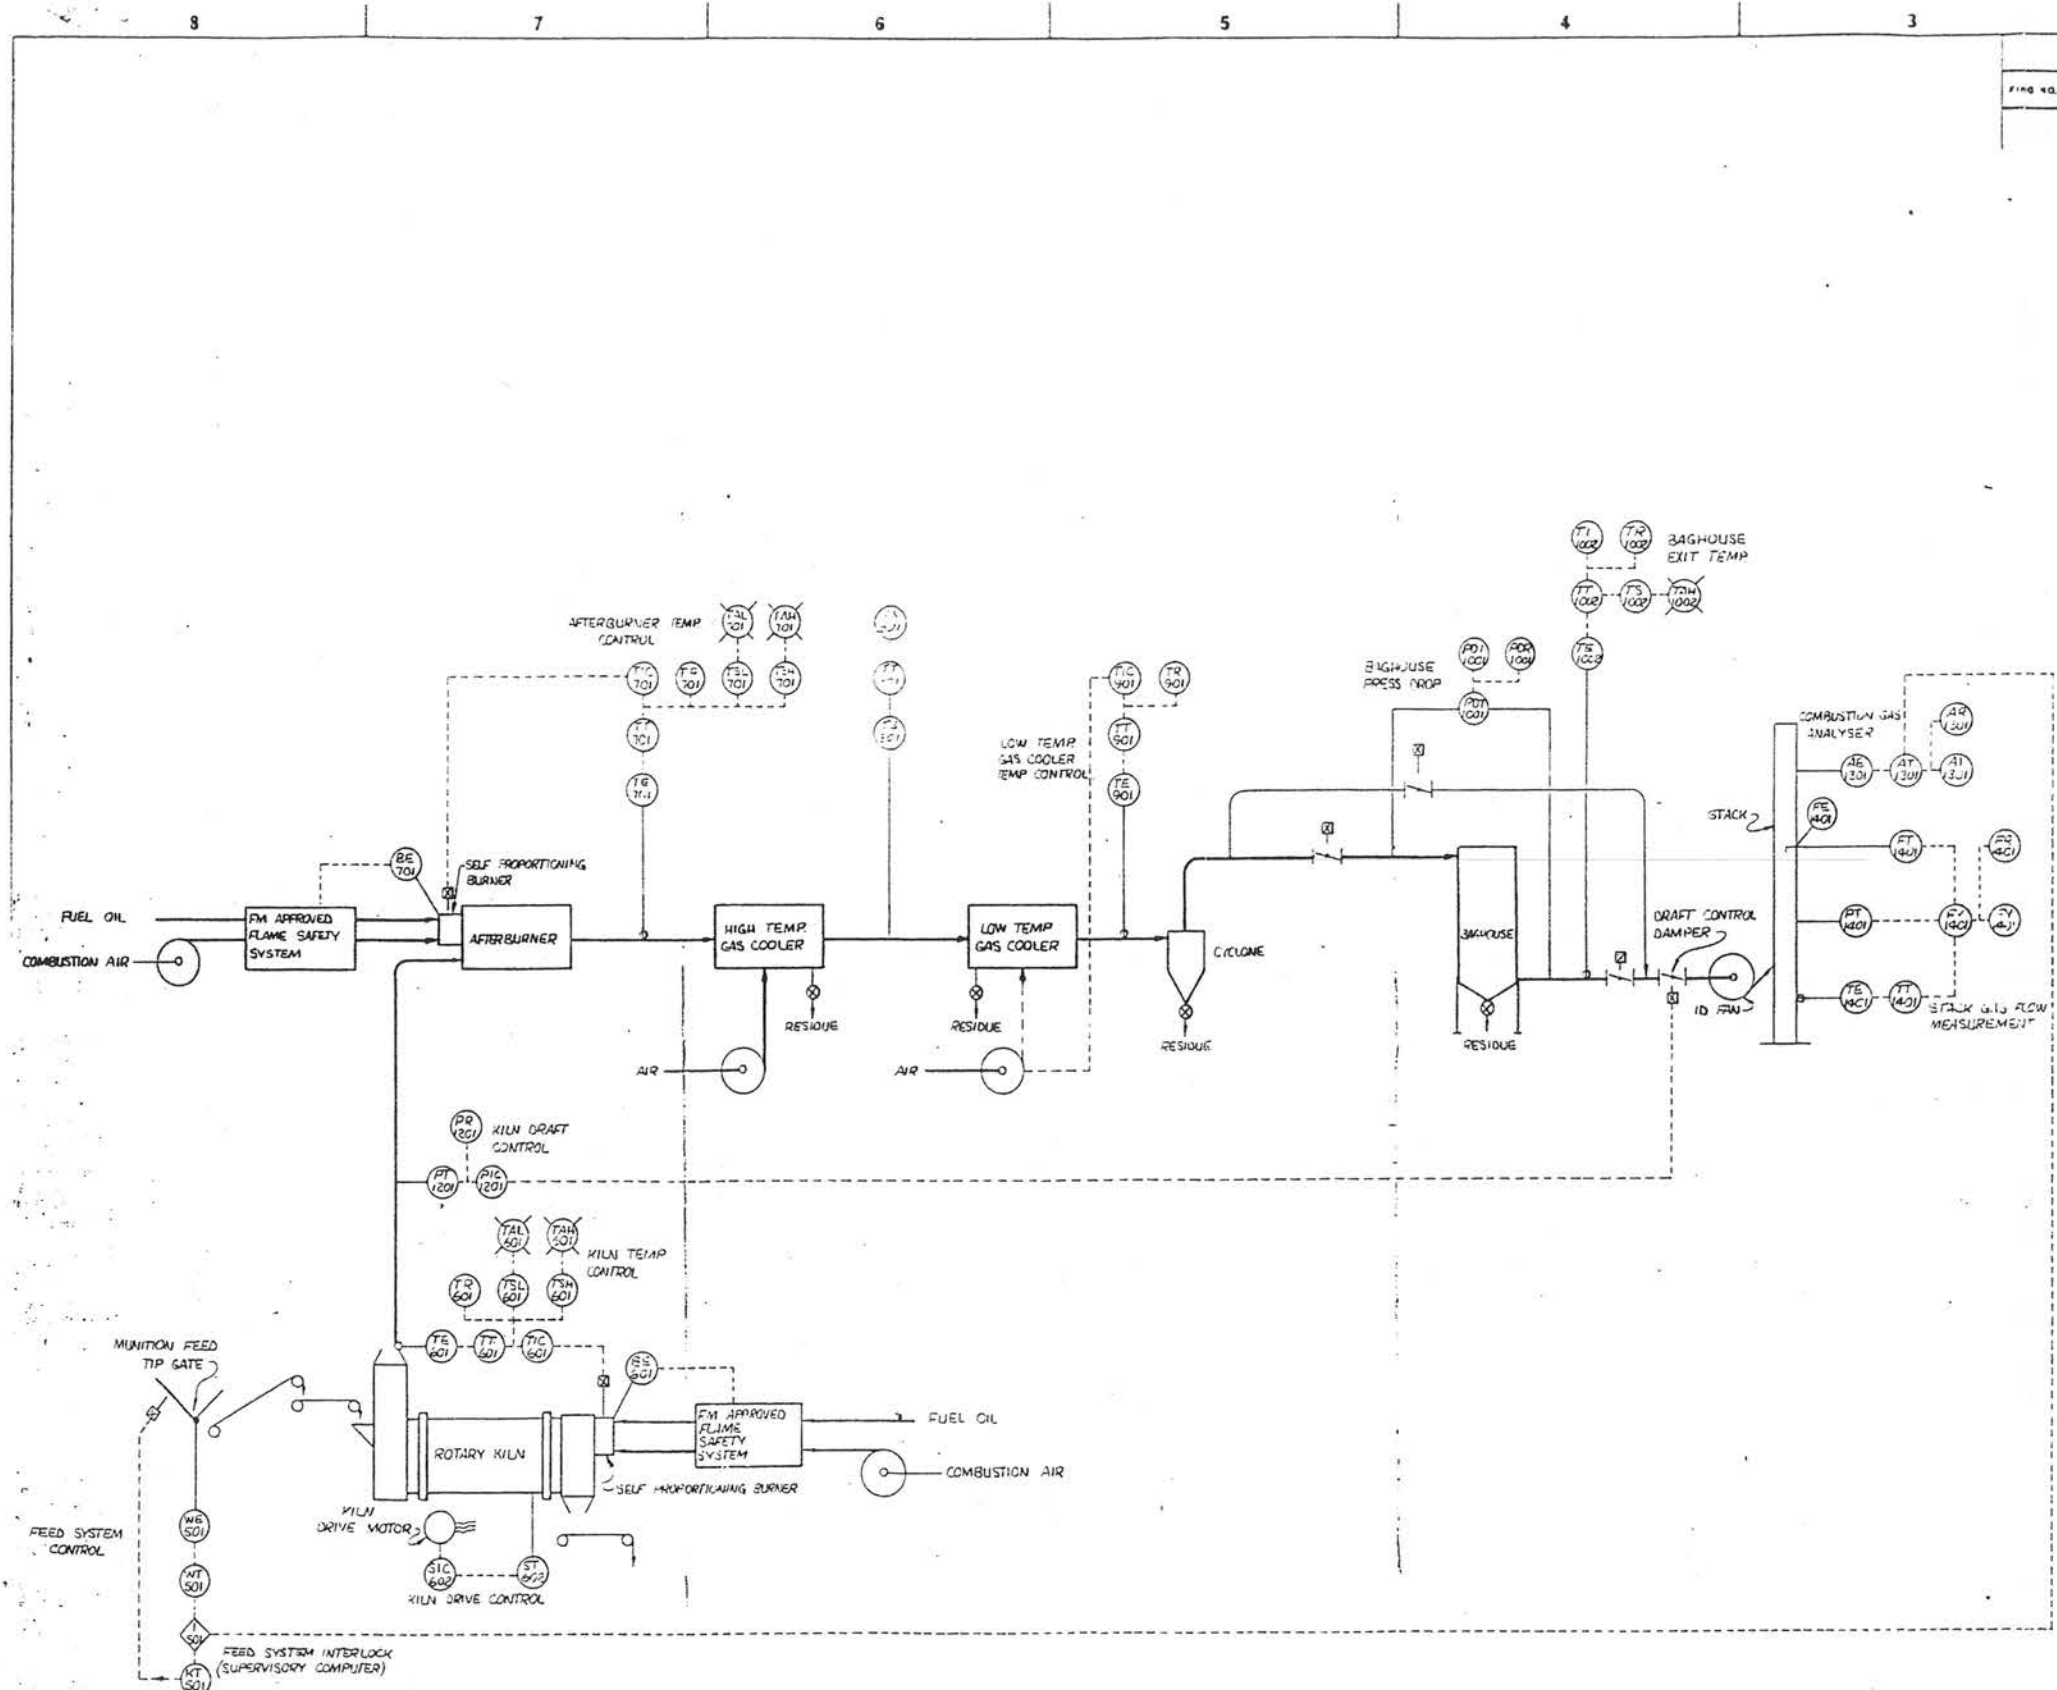 8
7
6
5
4
3
FIND NO.
TI
1002
TR
1002
BAGHOUSE
EXIT TEMP
TT
1002
TS
1002
TAH
1002
TE
1002
AFTERBURNER TEMP
CONTROL
TAL
701
TAH
701
TIC
701
TR
701
TSL
701
TSH
701
TT
701
TE
701
TIC
901
TR
901
TT
901
TE
901
LOW TEMP
GAS COOLER
TEMP CONTROL
BAGHOUSE
PRESS DROP
PDI
1001
PDR
1001
PDT
1001
COMBUSTION GAS
ANALYSER
AR
1301
AE
1301
AT
1301
AI
1301
STACK
FE
1401
FT
1401
FR
1401
PT
1401
FY
1401
TE
1401
TT
1401
STACK GAS FLOW
MEASUREMENT
BE
701
SELF PROPORTIONING
BURNER
FUEL OIL
COMBUSTION AIR
FM APPROVED
FLAME SAFETY
SYSTEM
AFTERBURNER
HIGH TEMP.
GAS COOLER
LOW TEMP
GAS COOLER
CYCLONE
BAGHOUSE
DRAFT CONTROL
DAMPER
ID FAN
RESIDUE
RESIDUE
RESIDUE
RESIDUE
AIR
AIR
PR
1201
KILN DRAFT
CONTROL
PT
1201
PIC
1201
TAL
601
TAH
601
KILN TEMP
CONTROL
TR
601
TSL
601
TSH
601
TE
601
TT
601
TIC
601
BE
601
MUNITION FEED
TIP GATE
ROTARY KILN
FM APPROVED
FLAME
SAFETY
SYSTEM
FUEL OIL
COMBUSTION AIR
SELF PROPORTIONING BURNER
KILN
DRIVE MOTOR
SIC
602
ST
602
KILN DRIVE CONTROL
FEED SYSTEM
CONTROL
WE
501
WT
501
501
FEED SYSTEM INTERLOCK
(SUPERVISORY COMPUTER)
KT
501